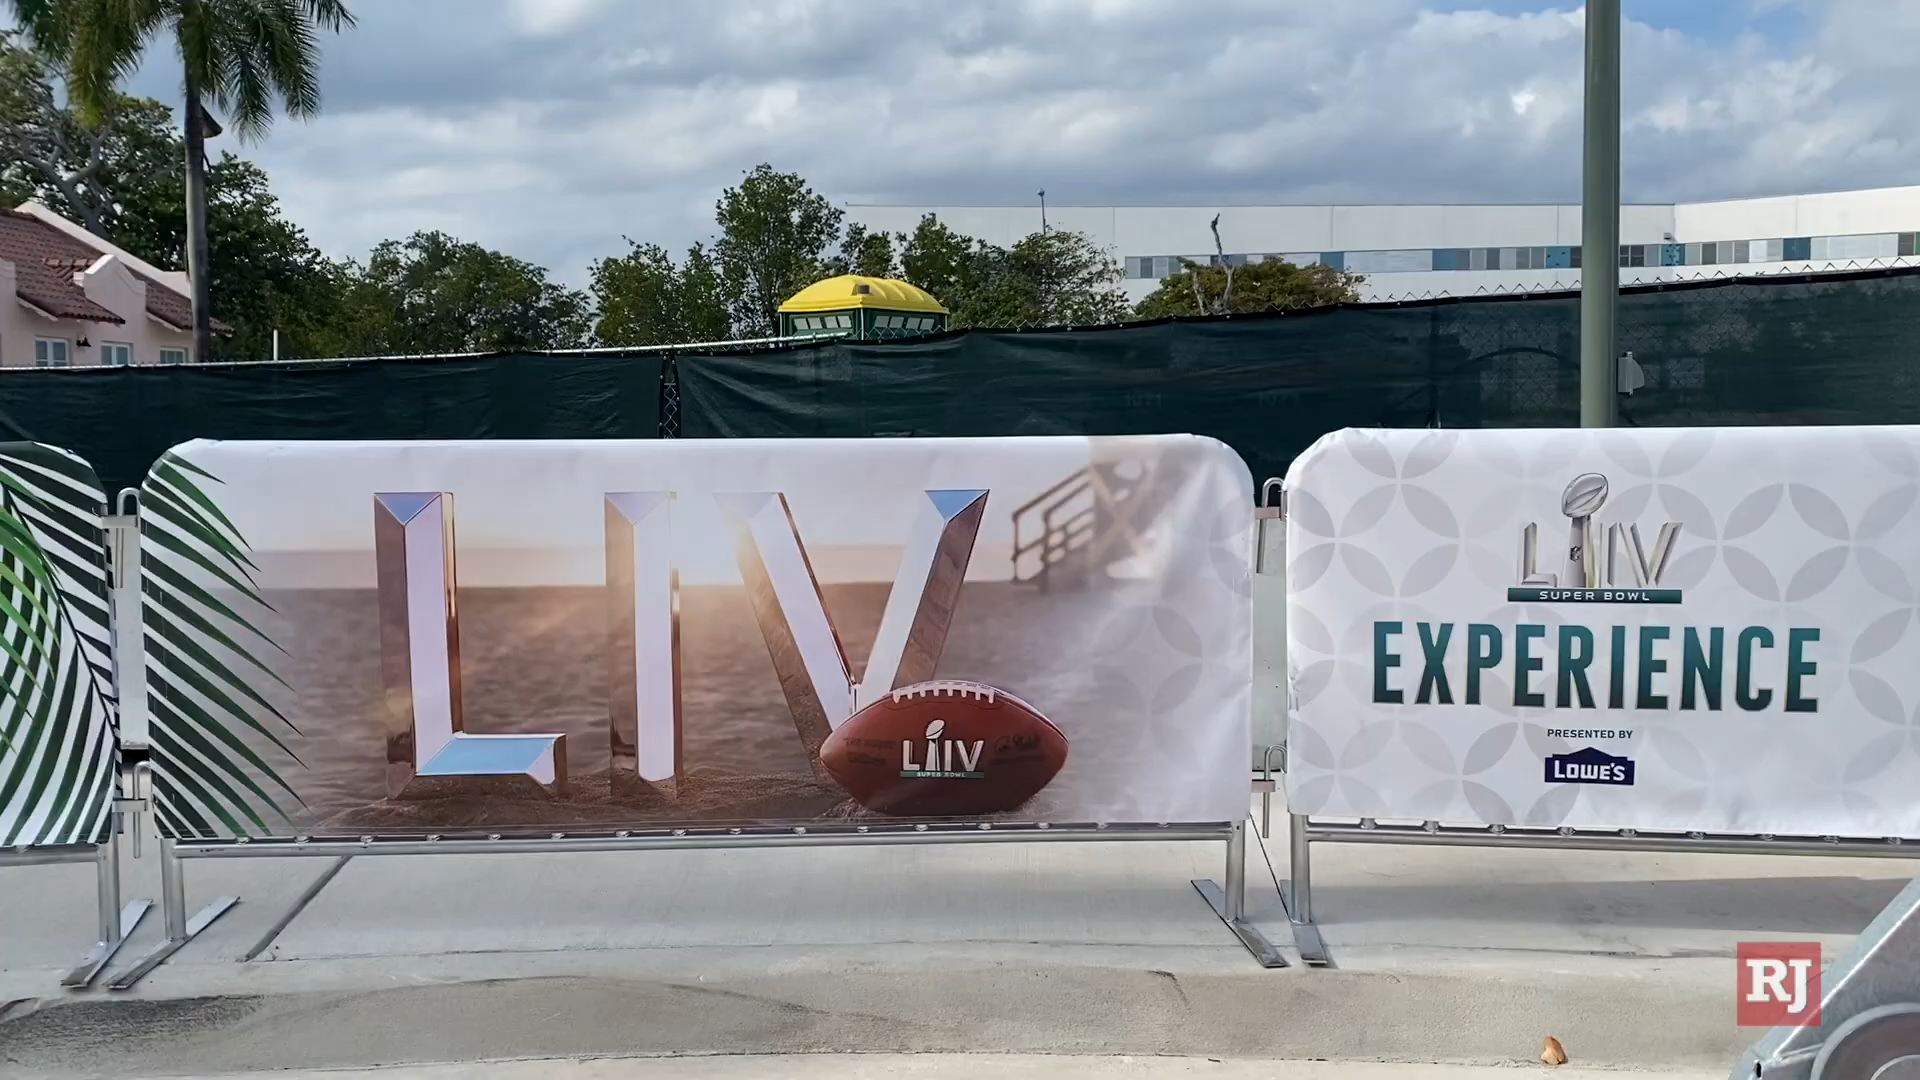 LIV
LIV
SUPER BOWL
LIV
SUPER BOWL
EXPERIENCE
PRESENTED BY
LOWE'S
RJ